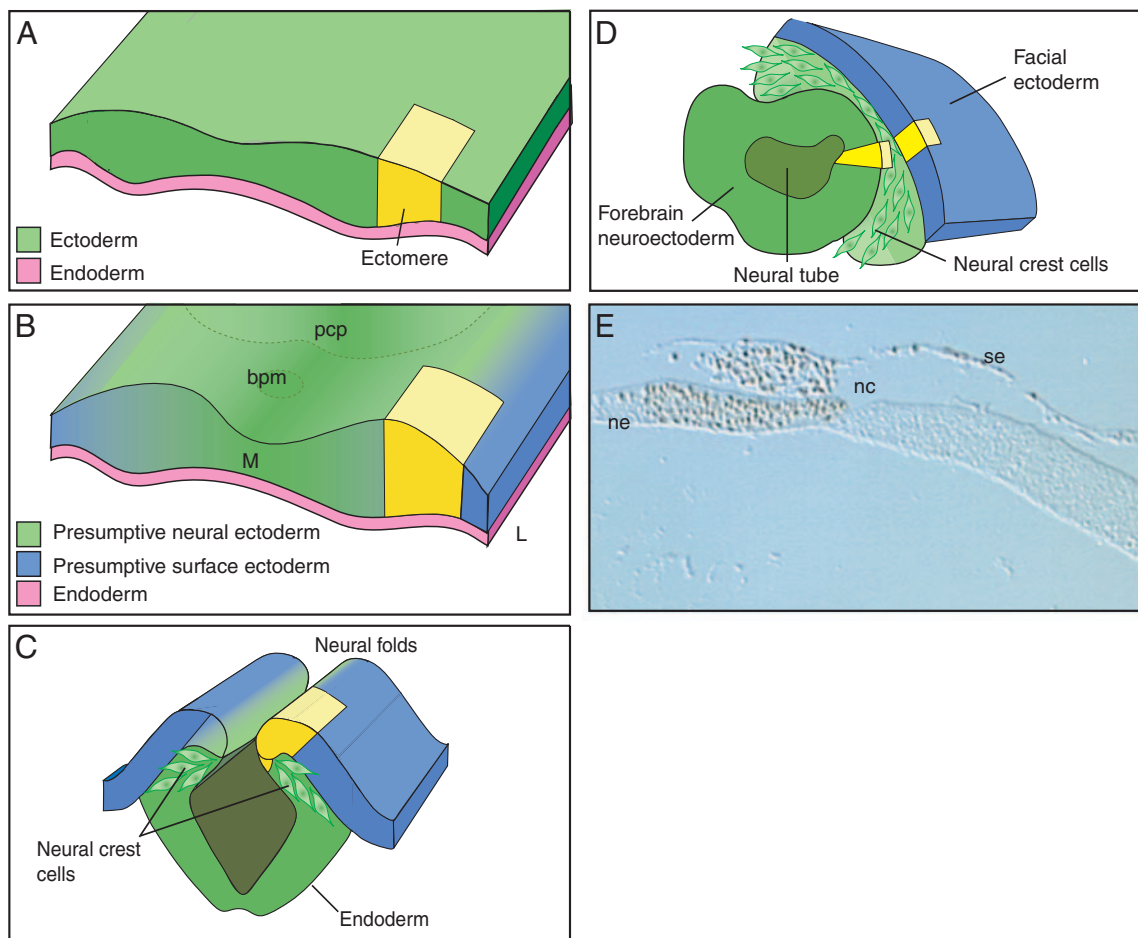 A
Ectoderm
Endoderm
Ectomere
B
pcp
bpm
M
L
Presumptive neural ectoderm
Presumptive surface ectoderm
Endoderm
C
Neural folds
Neural crest
cells
Endoderm
D
Facial
ectoderm
Forebrain
neuroectoderm
Neural tube
Neural crest cells
E
se
nc
ne